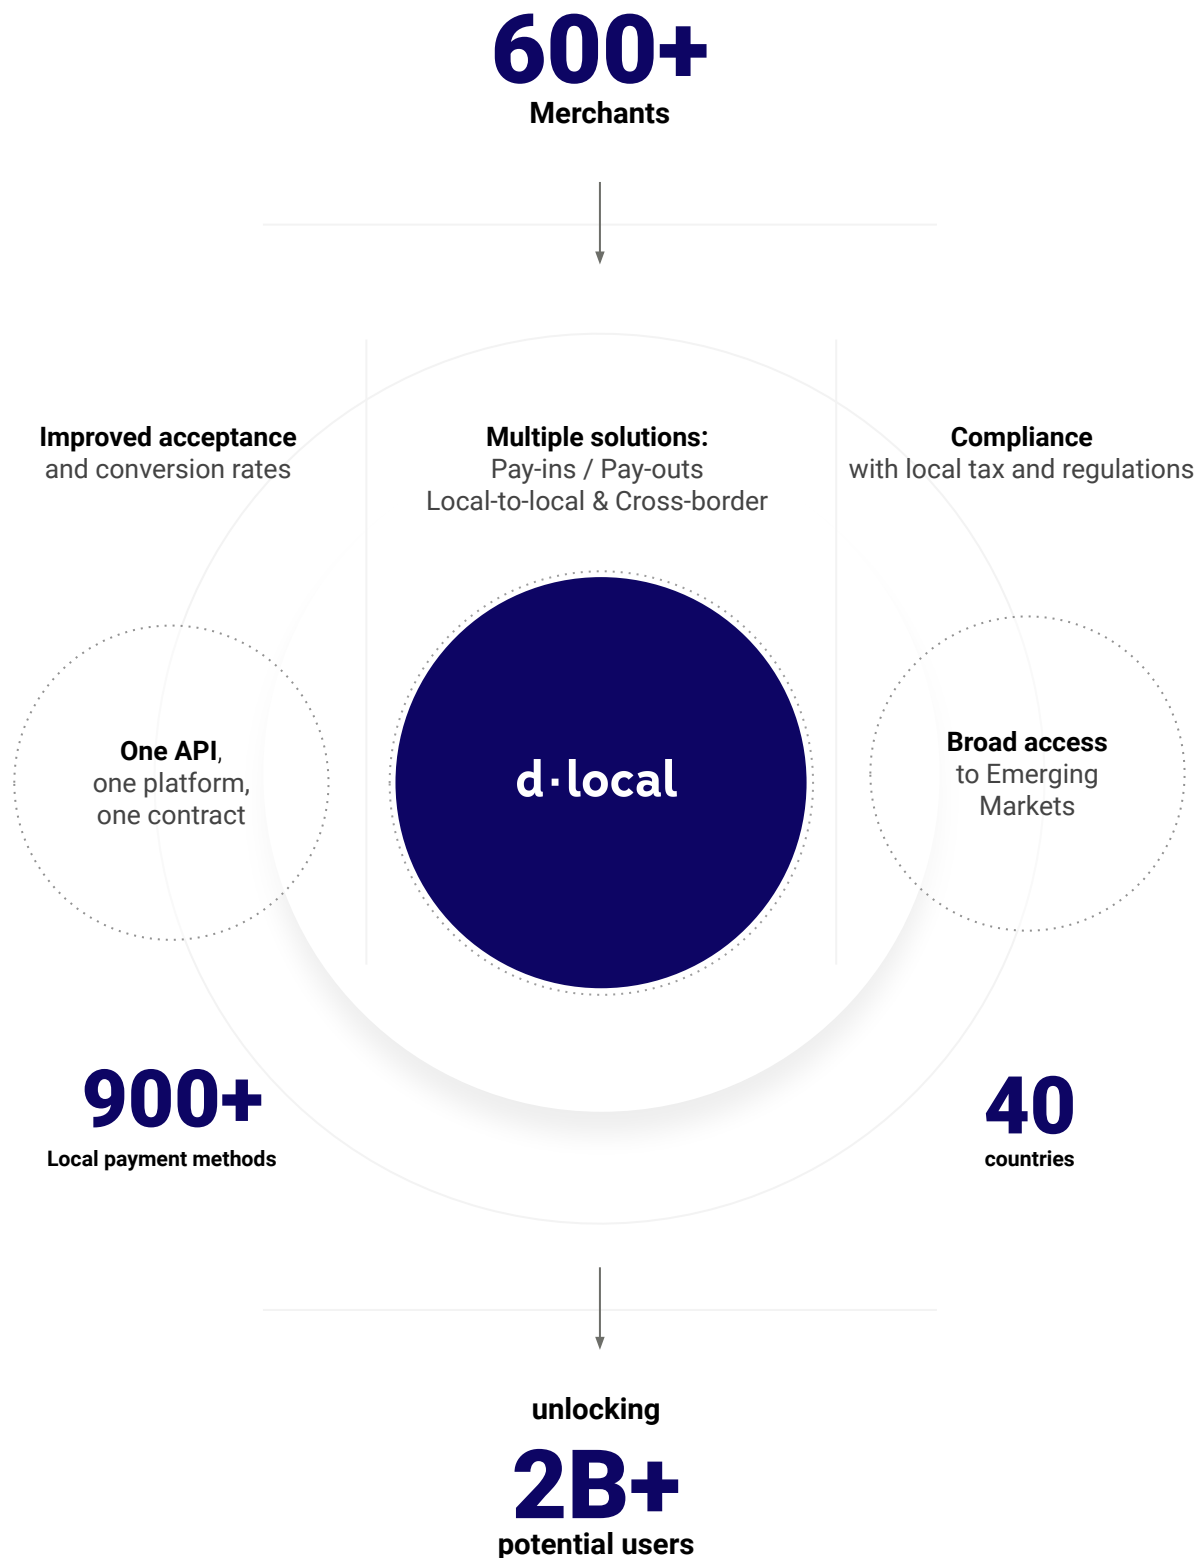 600+
Merchants
Improved acceptance
and conversion rates
Multiple solutions:
Pay-ins / Pay-outs
Local-to-local & Cross-border
Compliance
with local tax and regulations
One API,
one platform,
one contract
d·local
Broad access
to Emerging
Markets
900+
Local payment methods
40
countries
unlocking
2B+
potential users